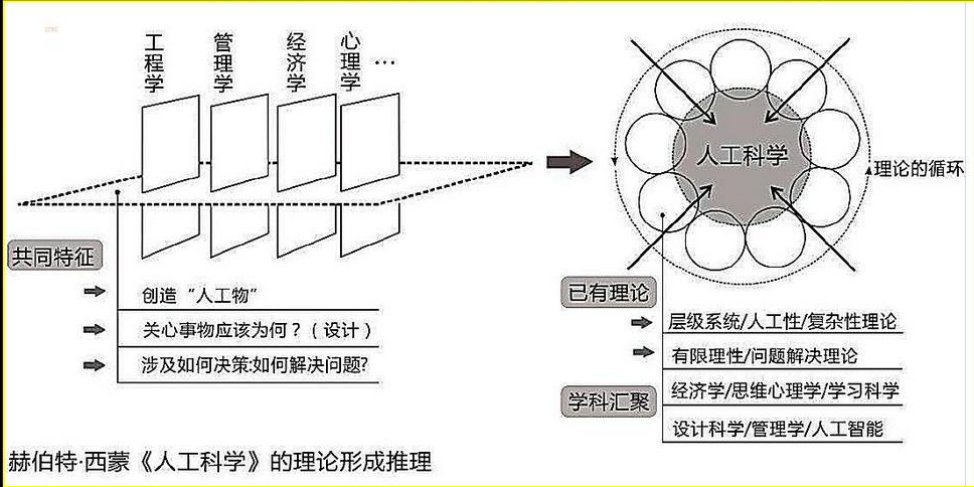 工程学
管理学
经济学
心理学
…
人工科学
理论的循环
共同特征
创造“人工物”
关心事物应该为何？（设计）
涉及如何决策:如何解决问题?
已有理论
层级系统/人工性/复杂性理论
有限理性/问题解决理论
学科汇聚
经济学/思维心理学/学习科学
设计科学/管理学/人工智能
赫伯特·西蒙《人工科学》的理论形成推理